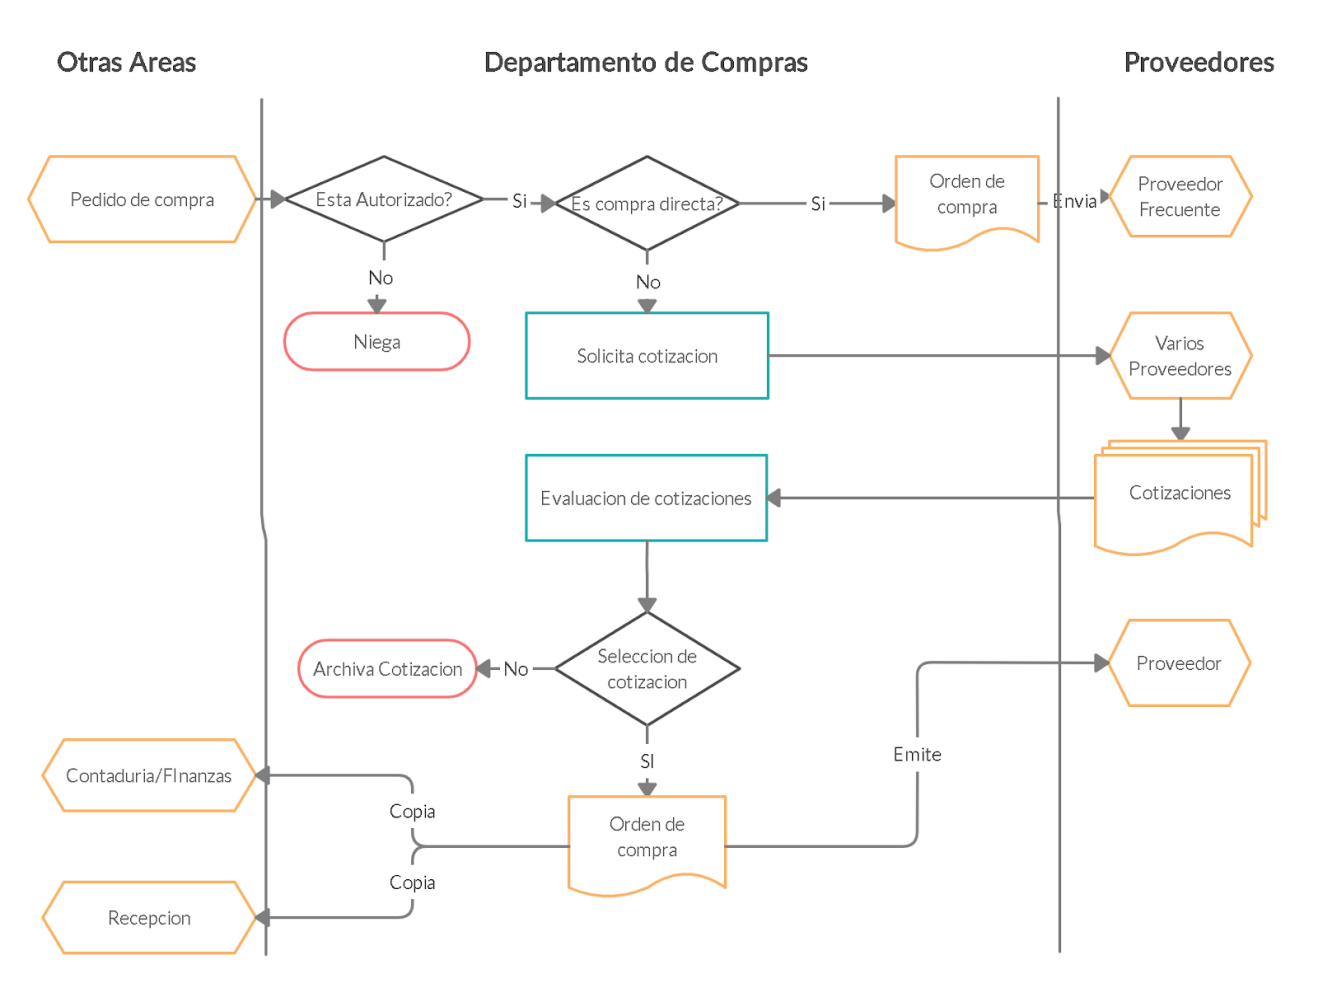 Otras Areas
Departamento de Compras
Proveedores
Pedido de compra
Esta Autorizado?
Si
Es compra directa?
Si
Orden de
compra
Envia
Proveedor
Frecuente
No
No
Niega
Solicita cotizacion
Varios
Proveedores
Evaluacion de cotizaciones
Cotizaciones
Archiva Cotizacion
No
Seleccion de
cotizacion
Proveedor
SI
Emite
Contaduria/FInanzas
Copia
Orden de
compra
Copia
Recepcion